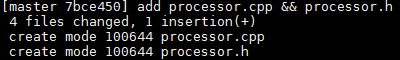 [master 7bce450] add processor.cpp && processor.h
 4 files changed, 1 insertion(+)
 create mode 100644 processor.cpp
 create mode 100644 processor.h